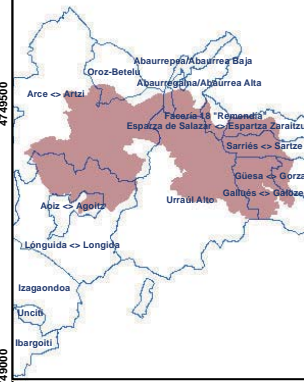 Abaurrepea/Abaurrea Baja
Oroz-Betelu
Abaurregaina/Abaurrea Alta
Arce <> Artzi
4749500
Facería 18 "Remendía"
Esparza de Salazar <> Espartza Zaraitzu
Sarriés <> Sartze
Güesa <> Gorza
Gallués <> Galoze
Urraúl Alto
Aoiz <> Agoitz
Lónguida <> Longida
Izagaondoa
Unciti
Ibargoiti